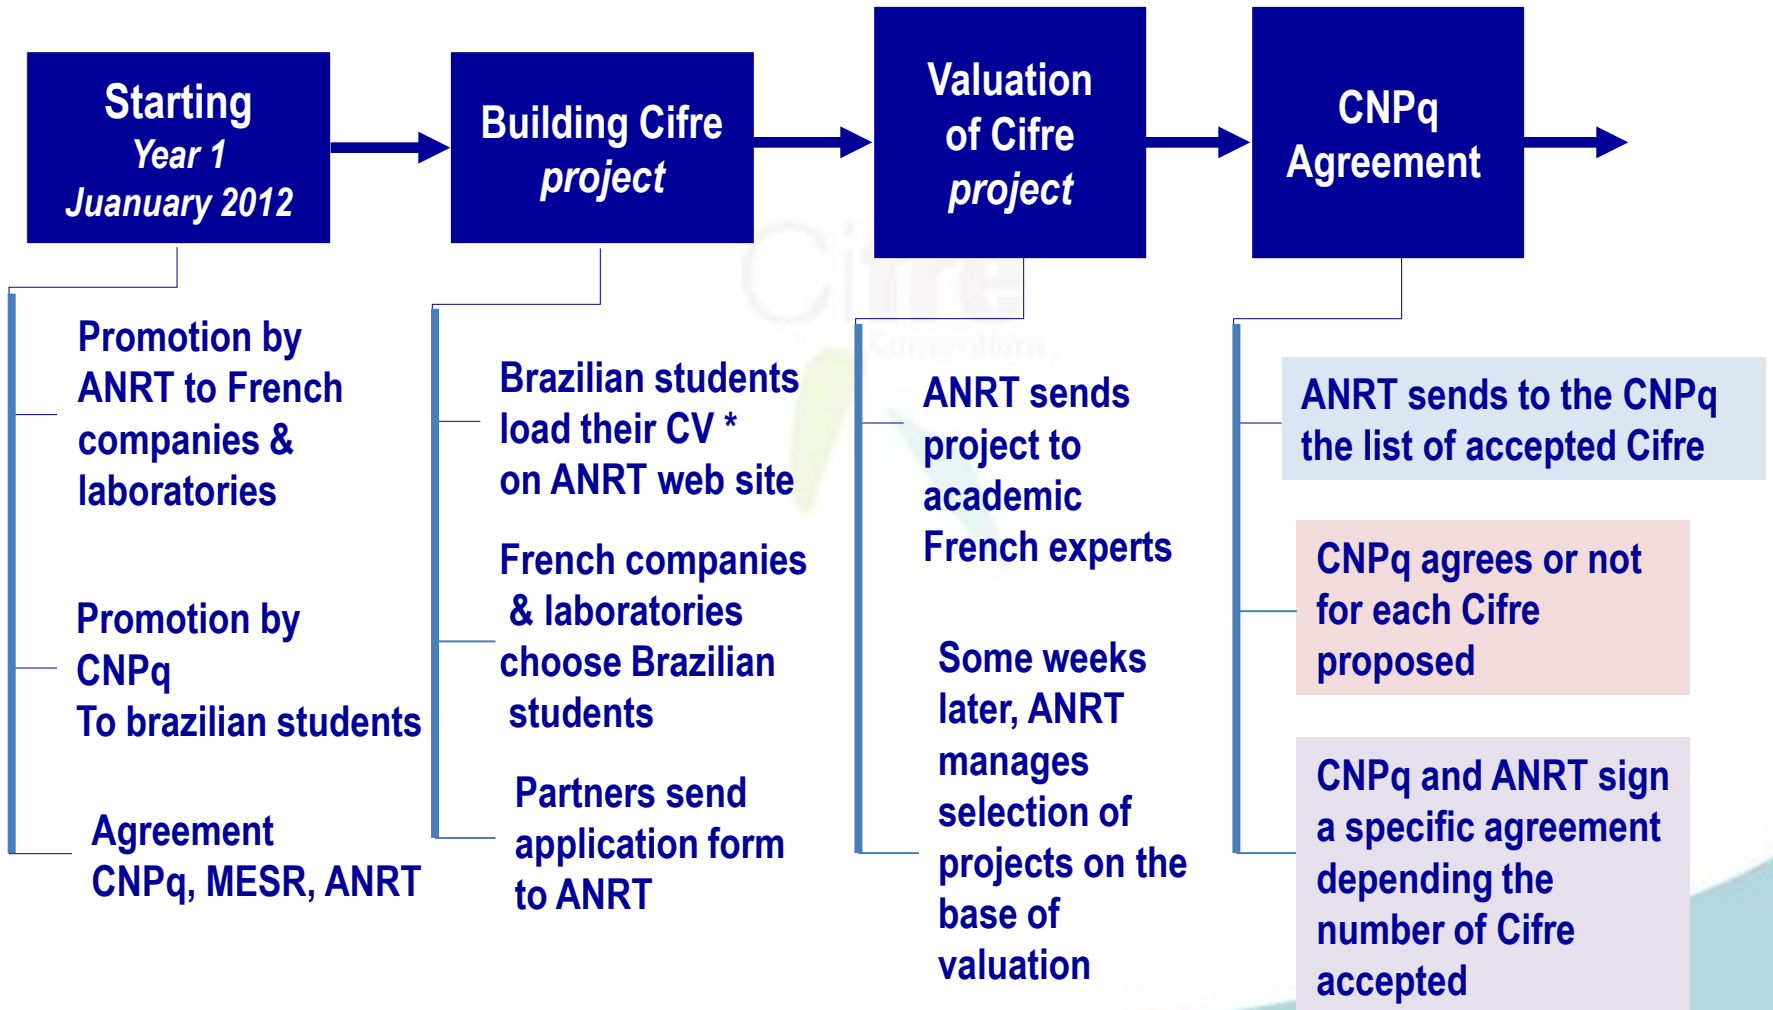 Starting
Year 1
Juanuary 2012
Building Cifre
project
Valuation
of Cifre
project
CNPq
Agreement
Promotion by
ANRT to French
companies &
laboratories
Promotion by
CNPq
To brazilian students
Agreement
CNPq, MESR, ANRT
Brazilian students
load their CV *
on ANRT web site
French companies
& laboratories
choose Brazilian
students
Partners send
application form
to ANRT
ANRT sends
project to
academic
French experts
Some weeks
later, ANRT
manages
selection of
projects on the
base of
valuation
ANRT sends to the CNPq
the list of accepted Cifre
CNPq agrees or not
for each Cifre
proposed
CNPq and ANRT sign
a specific agreement
depending the
number of Cifre
accepted
Cifre
Conventions